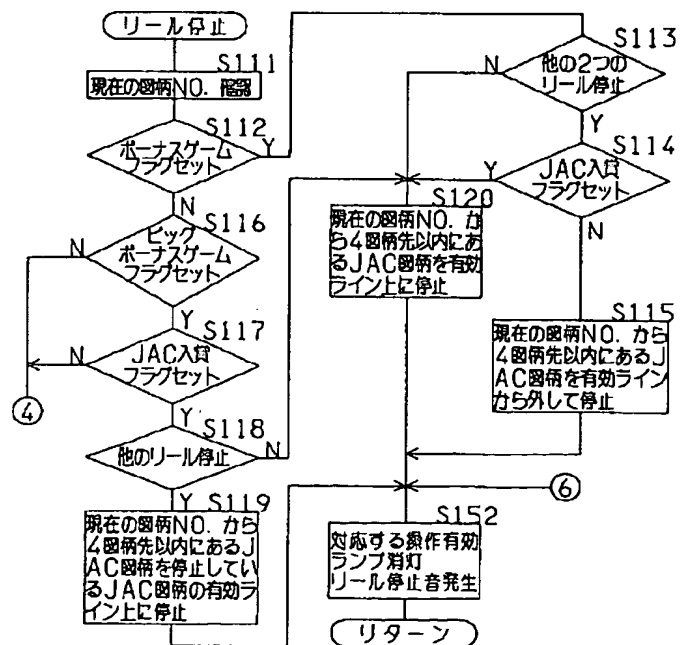 リール停止
S111
現在の図柄NO. 確認
S112
ボーナスゲーム
フラグセット
Y
N
S116
ビッグ
ボーナスゲーム
フラグセット
N
Y
S117
JAC入賞
フラグセット
N
Y
④
S118
他のリール停止
N
Y
S119
現在の図柄NO. から
4図柄先以内にあるJ
AC図柄を停止してい
るJAC図柄の有効ラ
イン上に停止
S113
他の2つの
リール停止
N
Y
S114
JAC入賞
フラグセット
Y
N
S120
現在の図柄NO. か
ら4図柄先以内にあ
るJAC図柄を有効
ライン上に停止
S115
現在の図柄NO. から
4図柄先以内にあるJ
AC図柄を有効ライン
から外して停止
⑥
S152
対応する操作有効
ランプ消灯
リール停止音発生
リターン